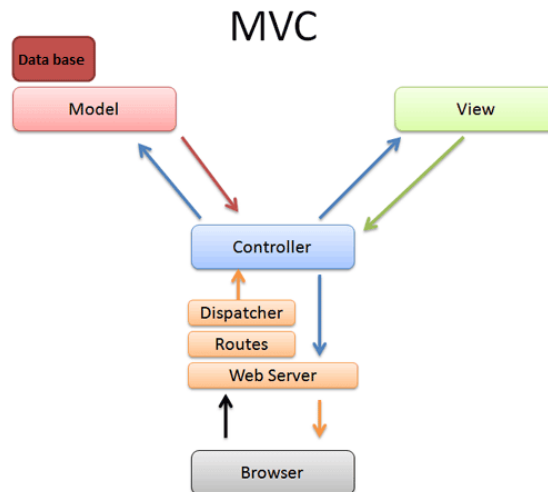 MVC
Data base
Model
View
Controller
Dispatcher
Routes
Web Server
Browser